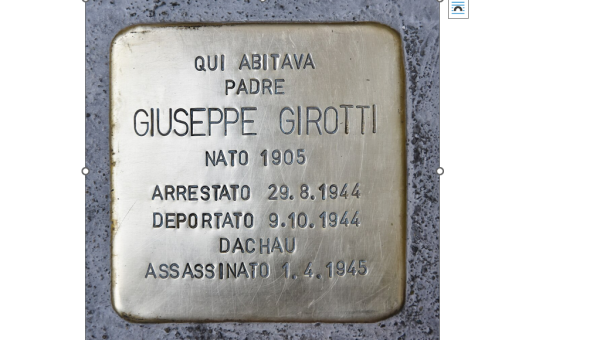 QUI ABITAVA
PADRE
GIUSEPPE GIROTTI
NATO 1905
ARRESTATO 29.8.1944
DEPORTATO 9.10.1944
DACHAU
ASSASSINATO 1.4.1945